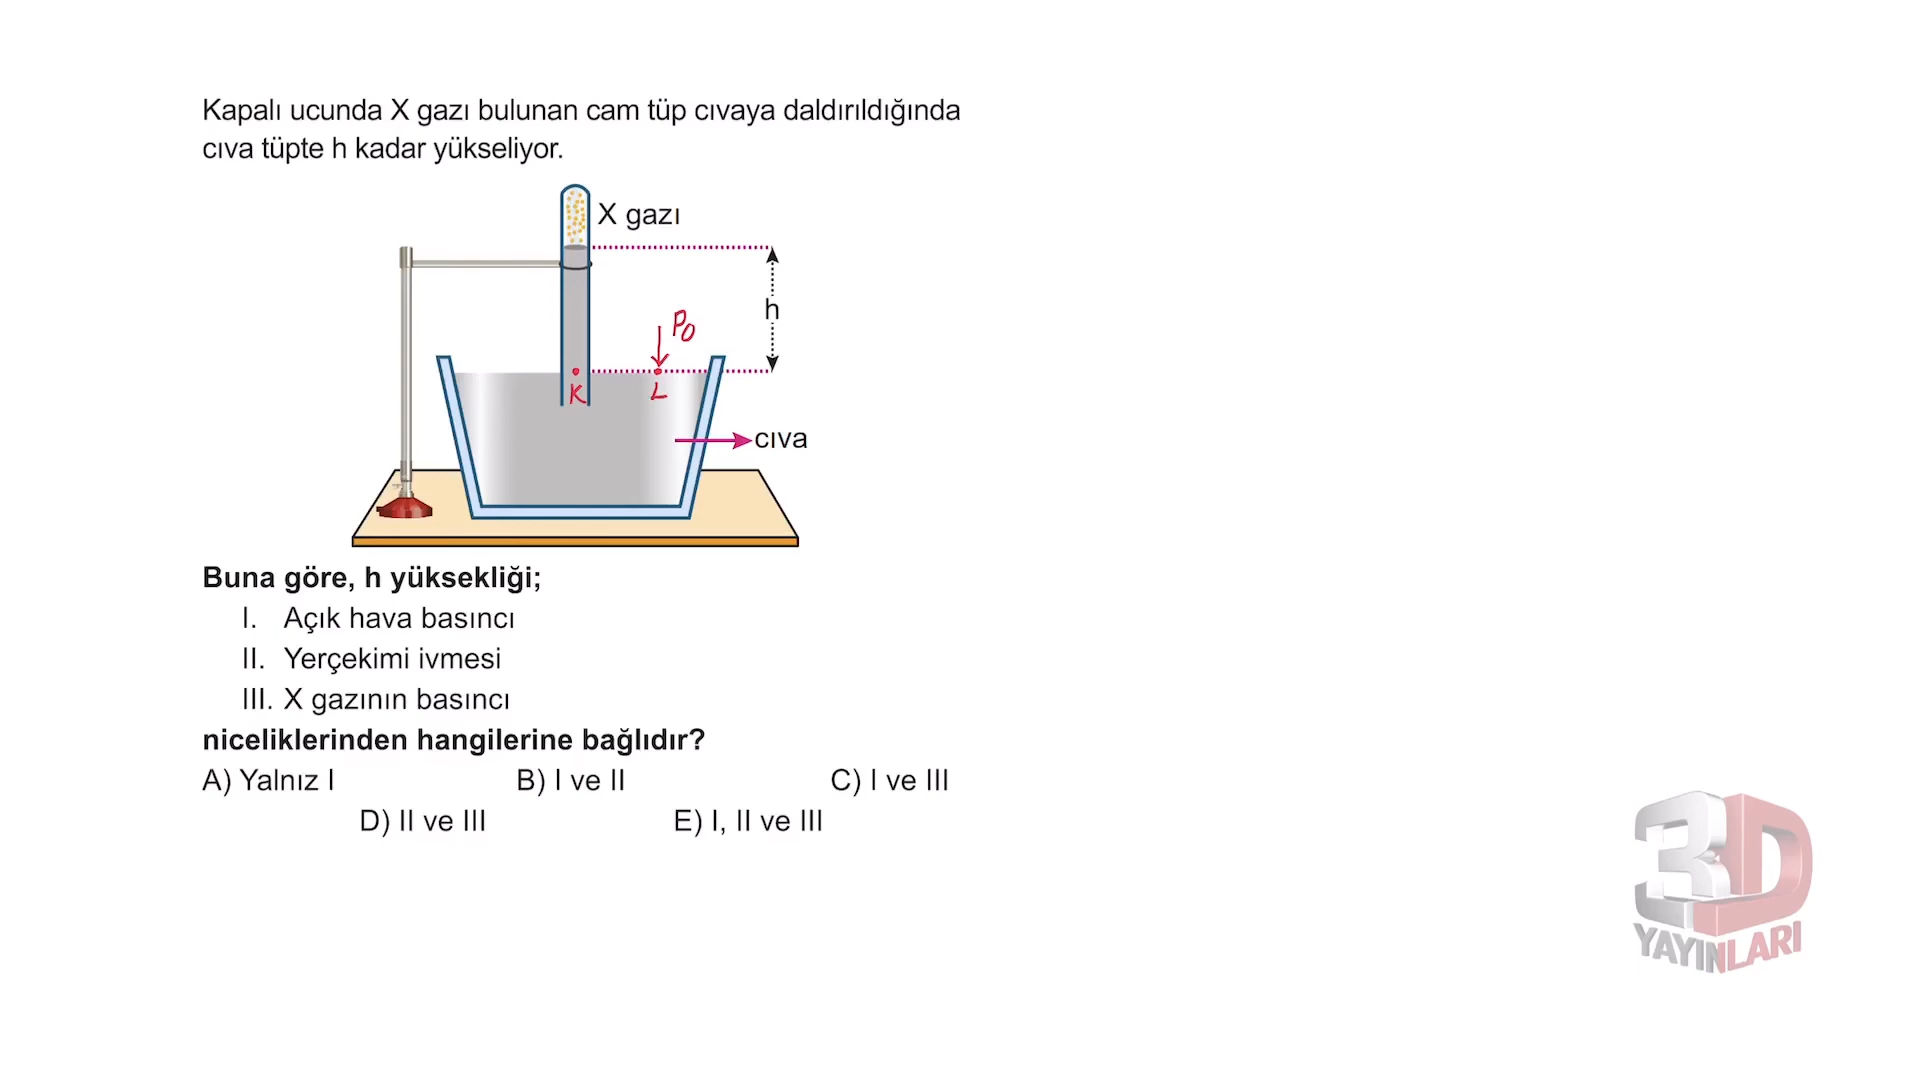 Kapalı ucunda X gazı bulunan cam tüp cıvaya daldırıldığında
cıva tüpte h kadar yükseliyor.
X gazı
h
P0
K
L
cıva
Buna göre, h yüksekliği;
I. Açık hava basıncı
II. Yerçekimi ivmesi
III. X gazının basıncı
niceliklerinden hangilerine bağlıdır?
A) Yalnız I B) I ve II C) I ve III
D) II ve III E) I, II ve III
3D
YAYINLARI